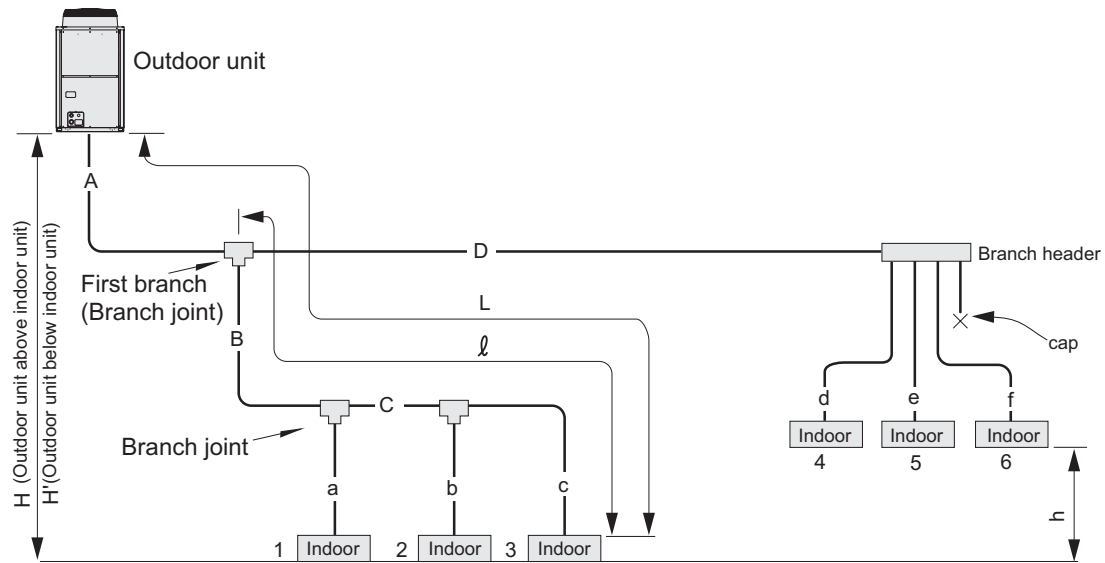 Outdoor unit
A
H (Outdoor unit above indoor unit)
H'(Outdoor unit below indoor unit)
First branch
(Branch joint)
D
Branch header
L
B
ℓ
cap
C
Branch joint
d
e
f
Indoor
Indoor
Indoor
4
5
6
a
b
c
h
1
Indoor
2
Indoor
3
Indoor